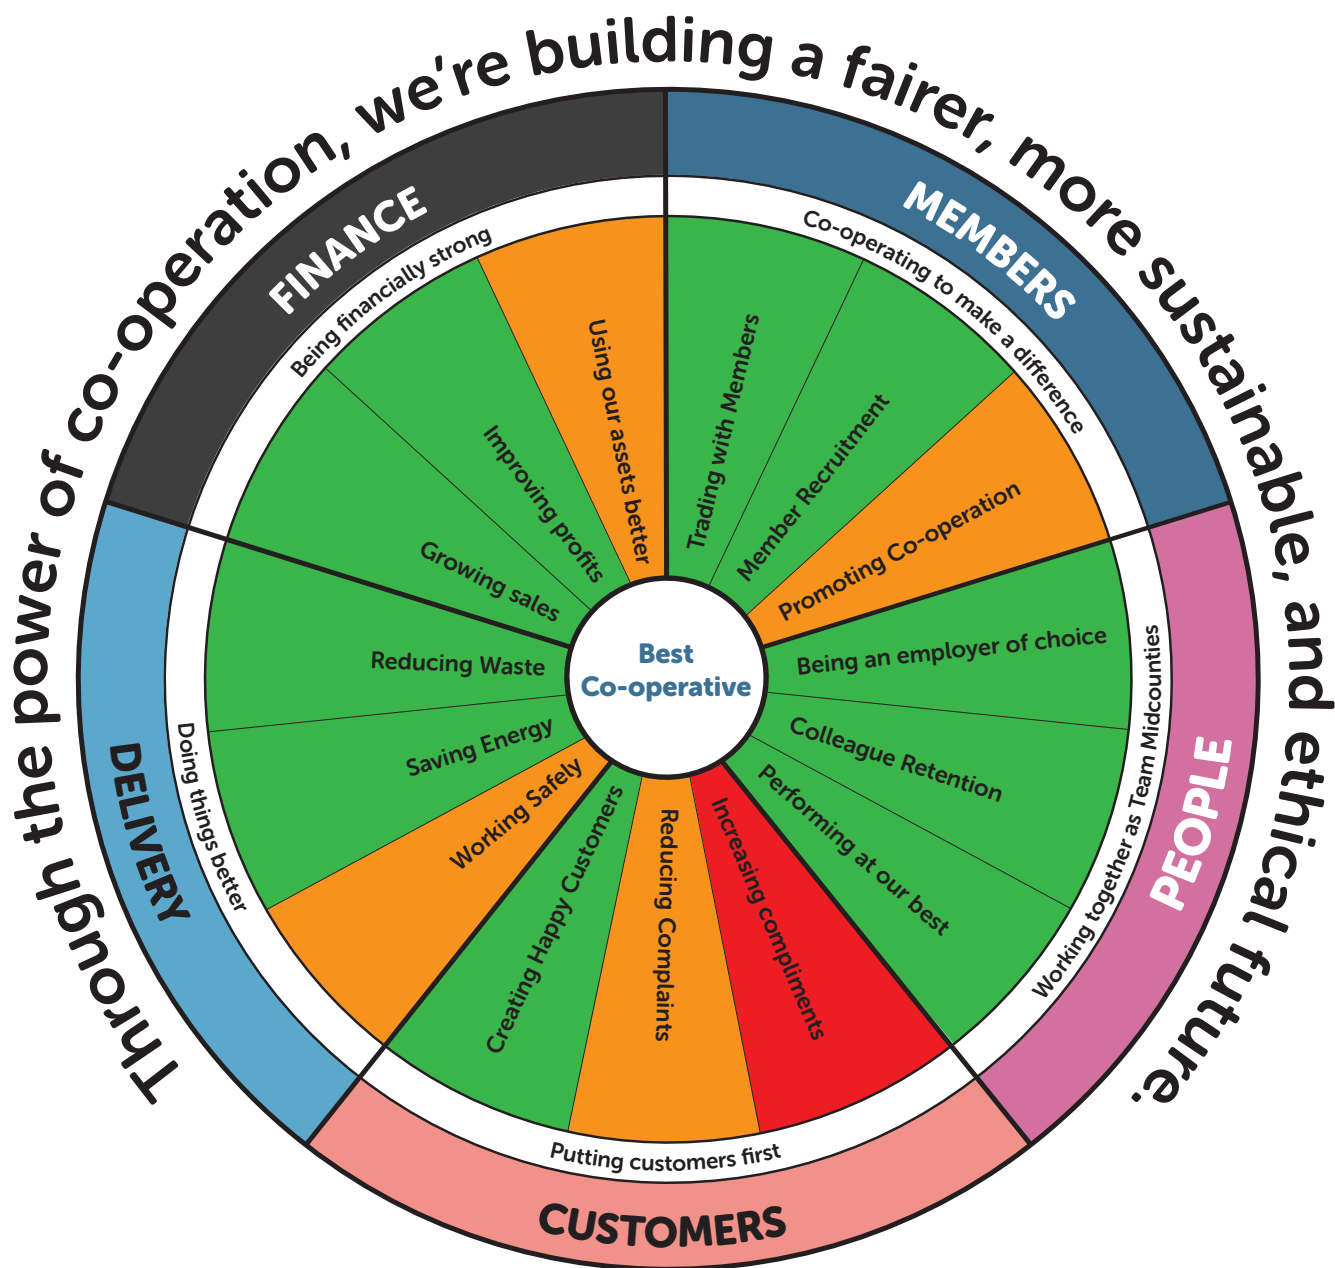 Through the power of co-operation, we're building a fairer, more sustainable, and ethical future.
FINANCE
Being financially strong
Growing sales
Improving profits
Using our assets better
MEMBERS
Co-operating to make a difference
Trading with Members
Member Recruitment
Promoting Co-operation
PEOPLE
Working together as Team Midcounties
Being an employer of choice
Colleague Retention
Performing at our best
CUSTOMERS
Putting customers first
Increasing compliments
Reducing Complaints
Creating Happy Customers
DELIVERY
Doing things better
Working Safely
Saving Energy
Reducing Waste
Best
Co-operative